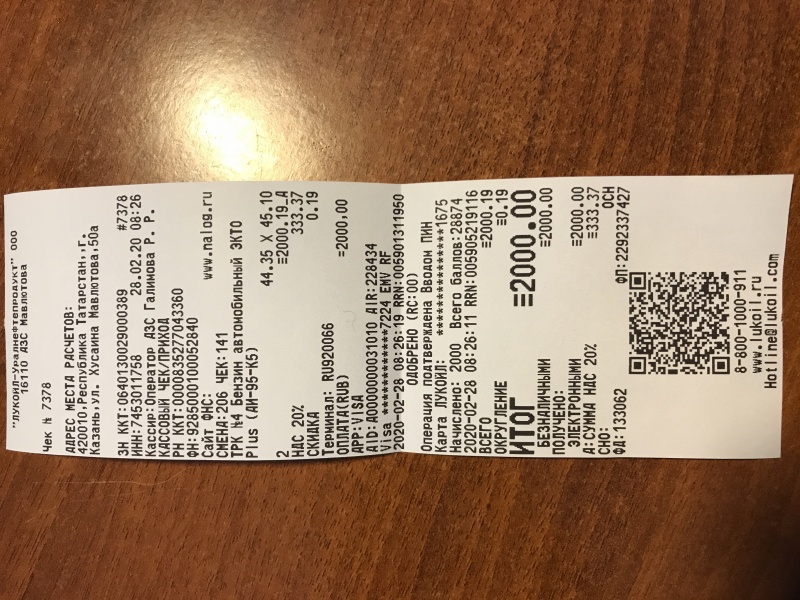 "ЛУКОЙЛ-Уралнефтепродукт" ООО
16110 АЗС Мавлютова
Чек № 7378
АДРЕС МЕСТА РАСЧЕТОВ:
420010,Республика Татарстан,,г.
Казань,ул. Хусаина Мавлютова,50а
ЗН ККТ:06401300290000389 #7378
ИНН:7453011758 28.02.20 08:26
Кассир:Оператор АЗС Галимова Р. Р.
КАССОВЫЙ ЧЕК/ПРИХОД
РН ККТ:0000835277043360
ФН:9285000100052840
Сайт ФНС: www.nalog.ru
СМЕНА:206 ЧЕК:141
ТРК №4 Бензин автомобильный ЭКТО
Plus (АИ-95-К5)
44.35 X 45.10
2 ≡2000.19_А
НДС 20% 333.37
СКИДКА 0.19
Терминал: RU920066
ОПЛАТА(RUB) =2000,00
APP:VISA
AID:A0000000031010 AIR:228434
Visa ************7224 EMV RF
2020-02-28 08:26:19 RRN:005901311950
ОДОБРЕНО (RC:00)
Операция подтверждена Вводом ПИН
Карта ЛУКОЙЛ: ***************1675
Начислено: 2000 Всего баллов:28874
2020-02-28 08:26:11 RRN:005905219116
ВСЕГО ≡2000.19
ОКРУГЛЕНИЕ ≡0.19
ИТОГ ≡2000.00
БЕЗНАЛИЧНЫМИ ≡2000.00
ПОЛУЧЕНО:
ЭЛЕКТРОННЫМИ ≡2000.00
А:СУММА НДС 20% ≡333.37
СНО: ОСН
ФД:133062 ФП:2292337427
8-800-1000-911
www.lukoil.ru
Hotline@lukoil.com